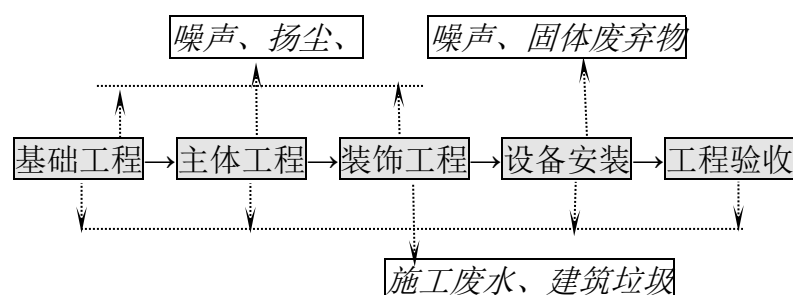 噪声、扬尘、
噪声、固体废弃物
基础工程→主体工程→装饰工程→设备安装→工程验收
施工废水、建筑垃圾